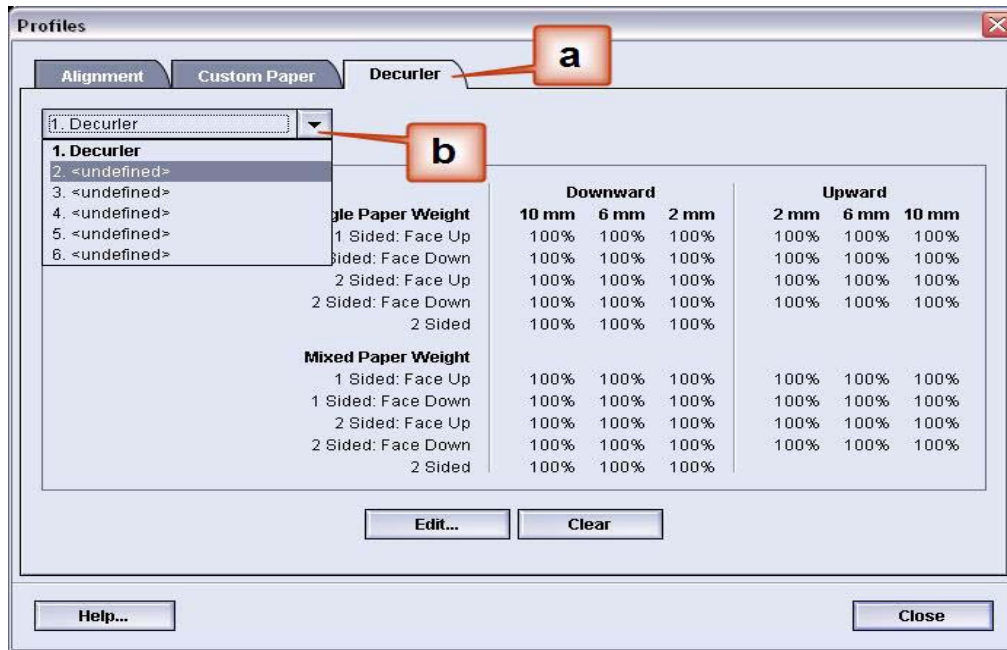 Profiles
a
Alignment Custom Paper Decurler
1. Decurler
b
1. Decurler
2. <undefined>
3. <undefined>
4. <undefined>
5. <undefined>
6. <undefined>
Downward Upward
gle Paper Weight 10 mm 6 mm 2 mm 2 mm 6 mm 10 mm
1 Sided: Face Up 100% 100% 100% 100% 100% 100%
Sided: Face Down 100% 100% 100% 100% 100% 100%
2 Sided: Face Up 100% 100% 100% 100% 100% 100%
2 Sided: Face Down 100% 100% 100% 100% 100% 100%
2 Sided 100% 100% 100%
Mixed Paper Weight
1 Sided: Face Up 100% 100% 100% 100% 100% 100%
1 Sided: Face Down 100% 100% 100% 100% 100% 100%
2 Sided: Face Up 100% 100% 100% 100% 100% 100%
2 Sided: Face Down 100% 100% 100% 100% 100% 100%
2 Sided 100% 100% 100%
Edit... Clear
Help... Close